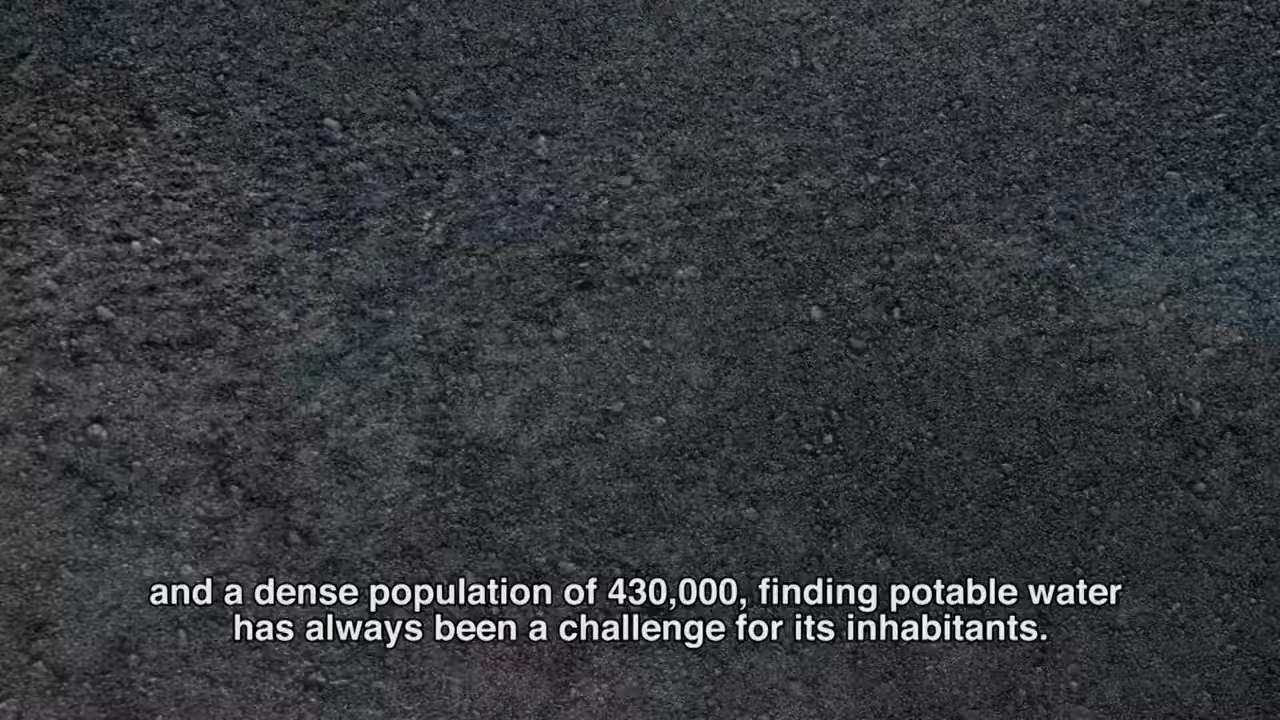 and a dense population of 430,000, finding potable water
has always been a challenge for its inhabitants.